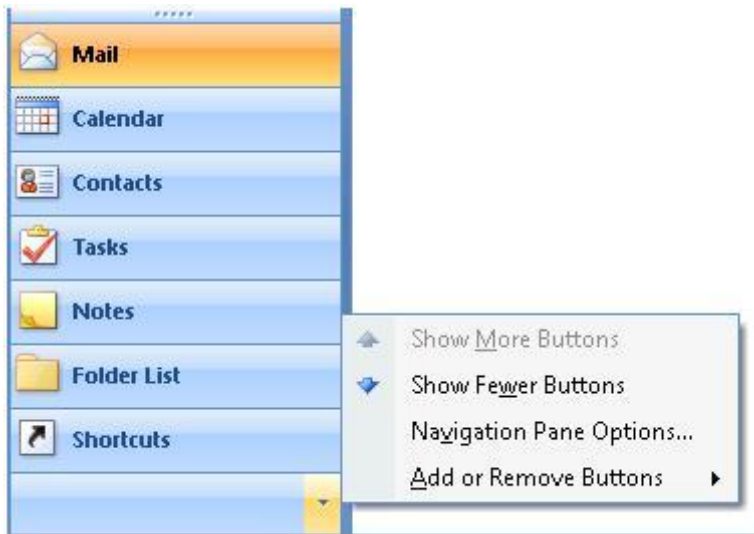 Mail
Calendar
Contacts
Tasks
Notes
Folder List
Shortcuts
Show More Buttons
Show Fewer Buttons
Navigation Pane Options...
Add or Remove Buttons